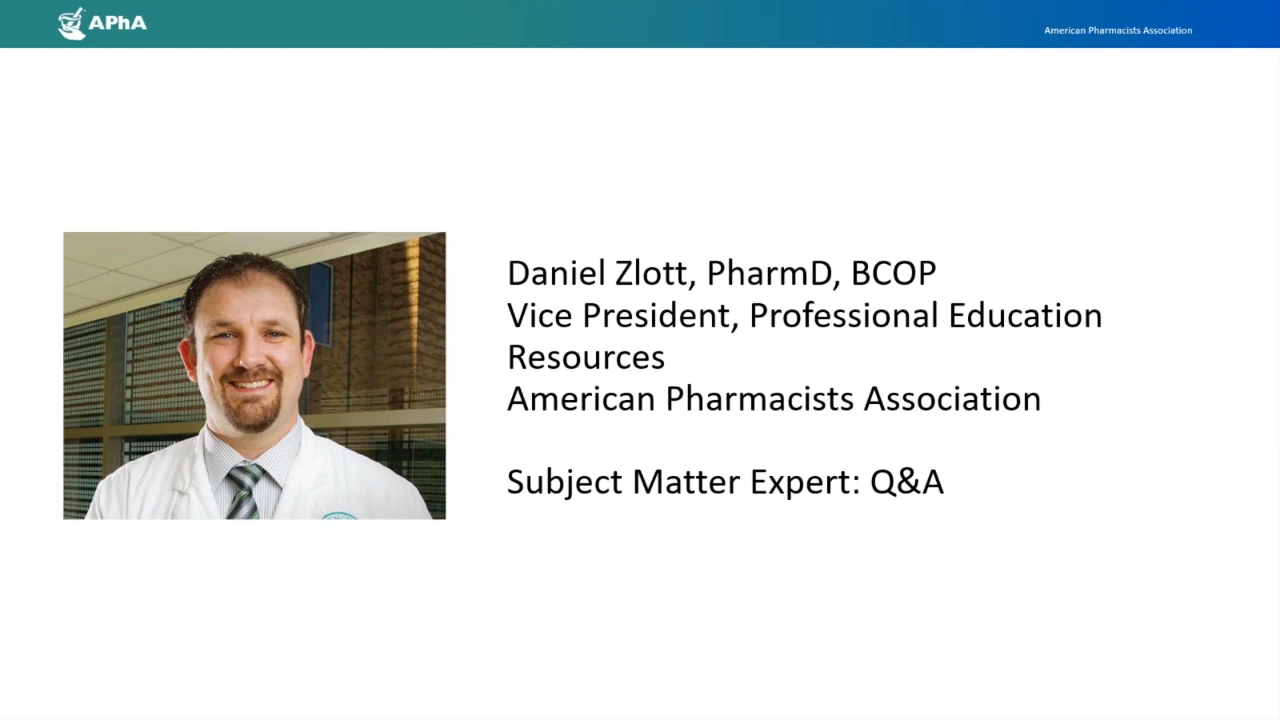 APhA
American Pharmacists Association
Daniel Zlott, PharmD, BCOP
Vice President, Professional Education
Resources
American Pharmacists Association
Subject Matter Expert: Q&A